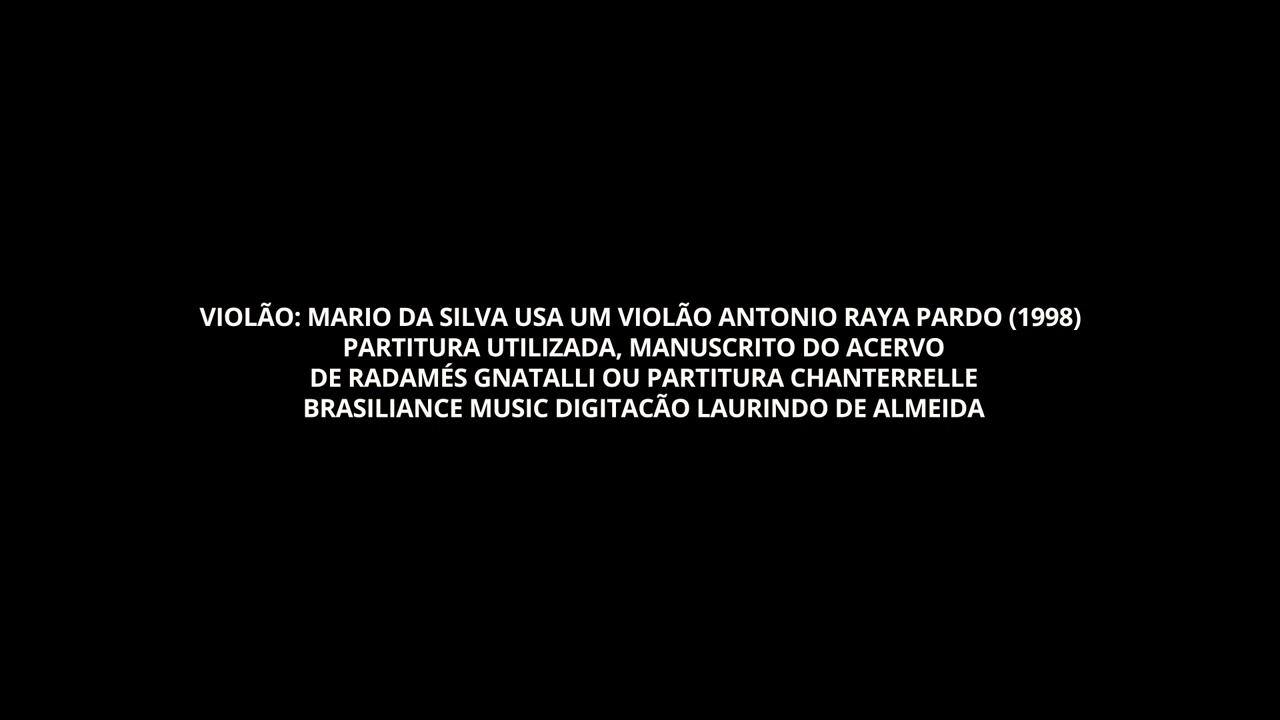 VIOLÃO: MARIO DA SILVA USA UM VIOLÃO ANTONIO RAYA PARDO (1998)
PARTITURA UTILIZADA, MANUSCRITO DO ACERVO
DE RADAMÉS GNATALLI OU PARTITURA CHANTERRELLE
BRASILIANCE MUSIC DIGITACÃO LAURINDO DE ALMEIDA